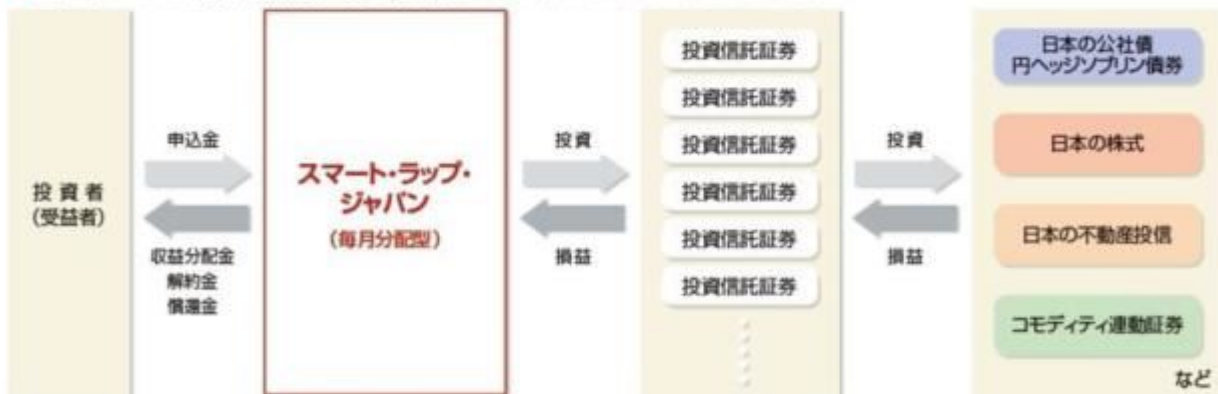 投資者
(受益者)
申込金
収益分配金
解約金
償還金
スマート・ラップ・
ジャパン
(毎月分配型)
投資
損益
投資信託証券
投資信託証券
投資信託証券
投資信託証券
投資信託証券
投資信託証券
投資
損益
日本の公社債
円ヘッジソブリン債券
日本の株式
日本の不動産投信
コモディティ連動証券
など